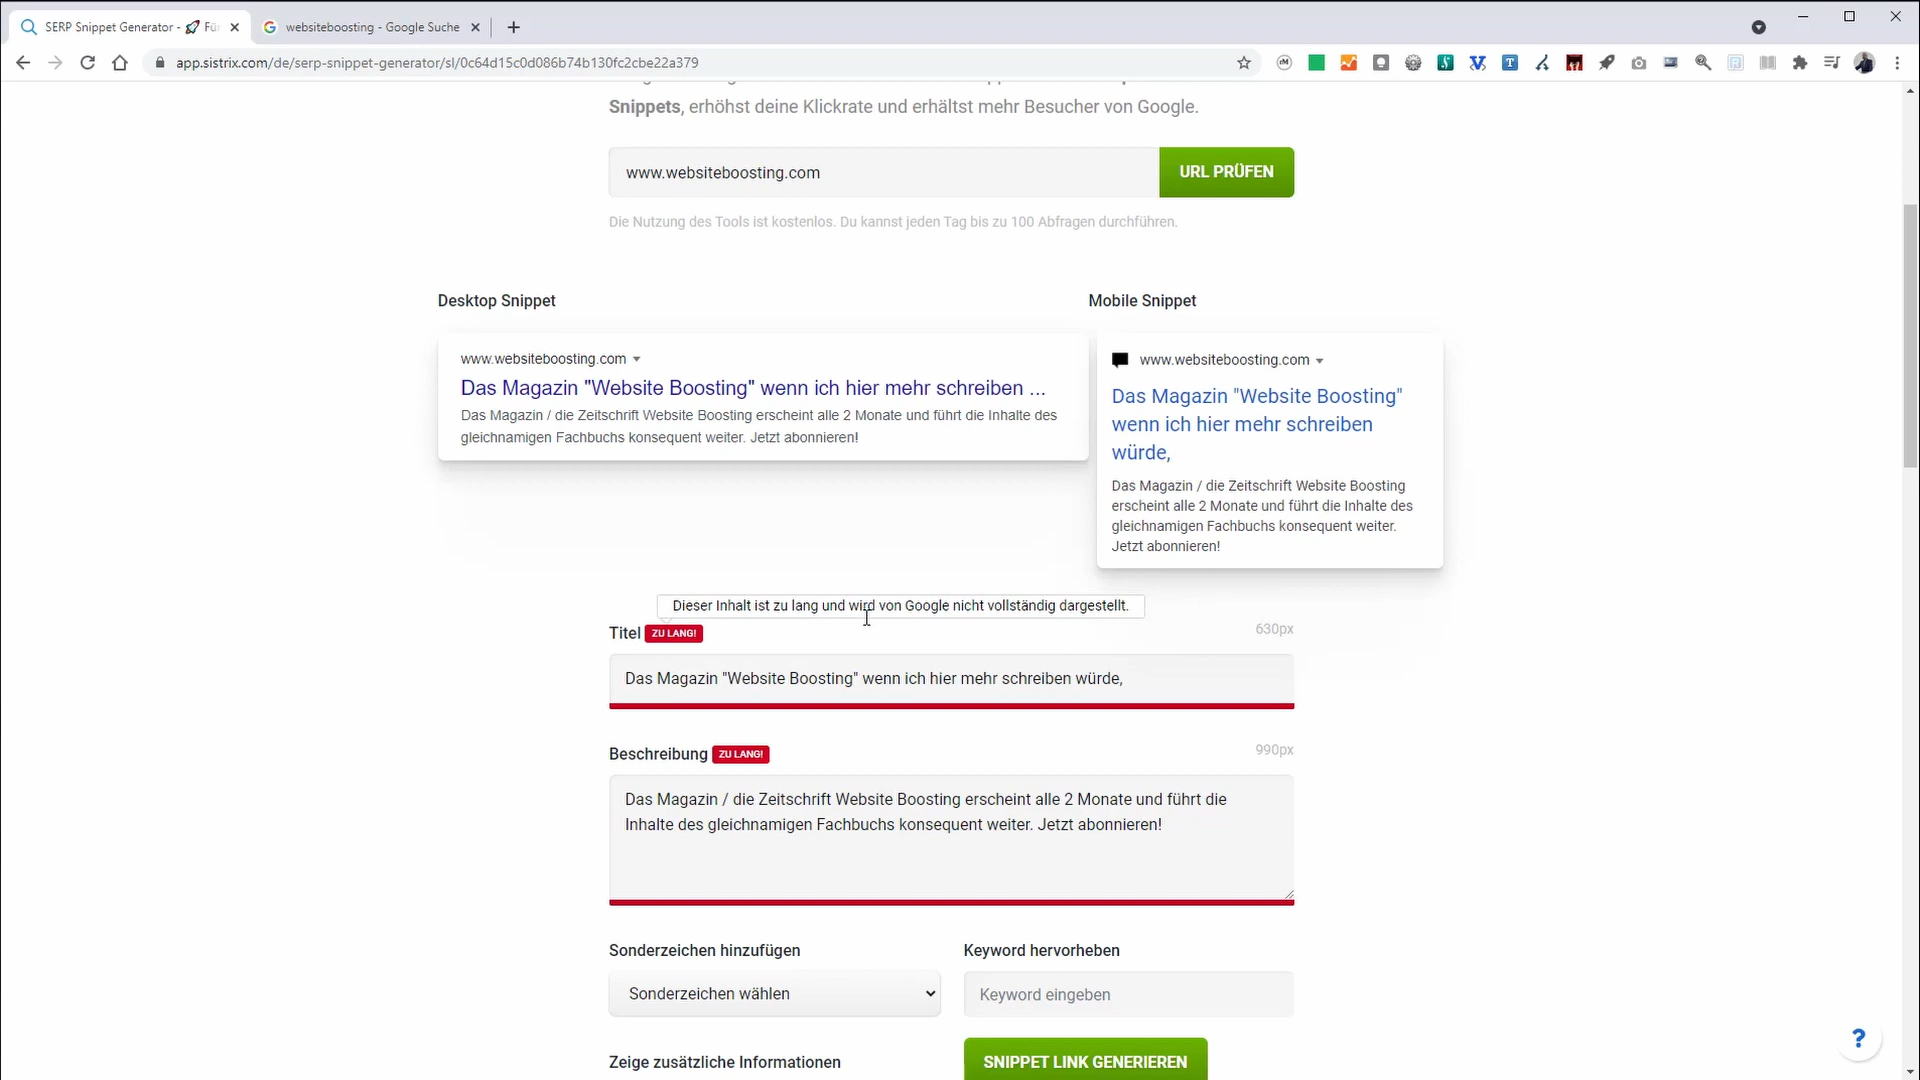 SERP Snippet Generator - 🚀 Für
websiteboosting - Google Suche
app.sistrix.com/de/serp-snippet-generator/sl/0c64d15c0d086b74b130fc2cbe22a379
Snippets, erhöhst deine Klickrate und erhältst mehr Besucher von Google.
www.websiteboosting.com
URL PRÜFEN
Die Nutzung des Tools ist kostenlos. Du kannst jeden Tag bis zu 100 Abfragen durchführen.
Desktop Snippet
www.websiteboosting.com
Das Magazin "Website Boosting" wenn ich hier mehr schreiben ...
Das Magazin / die Zeitschrift Website Boosting erscheint alle 2 Monate und führt die Inhalte des
gleichnamigen Fachbuchs konsequent weiter. Jetzt abonnieren!
Mobile Snippet
www.websiteboosting.com
Das Magazin "Website Boosting"
wenn ich hier mehr schreiben
würde,
Das Magazin / die Zeitschrift Website Boosting
erscheint alle 2 Monate und führt die Inhalte des
gleichnamigen Fachbuchs konsequent weiter.
Jetzt abonnieren!
Dieser Inhalt ist zu lang und wird von Google nicht vollständig dargestellt.
Titel ZU LANG!
630px
Das Magazin "Website Boosting" wenn ich hier mehr schreiben würde,
Beschreibung ZU LANG!
990px
Das Magazin / die Zeitschrift Website Boosting erscheint alle 2 Monate und führt die
Inhalte des gleichnamigen Fachbuchs konsequent weiter. Jetzt abonnieren!
Sonderzeichen hinzufügen
Sonderzeichen wählen
Keyword hervorheben
Keyword eingeben
Zeige zusätzliche Informationen
SNIPPET LINK GENERIEREN
?